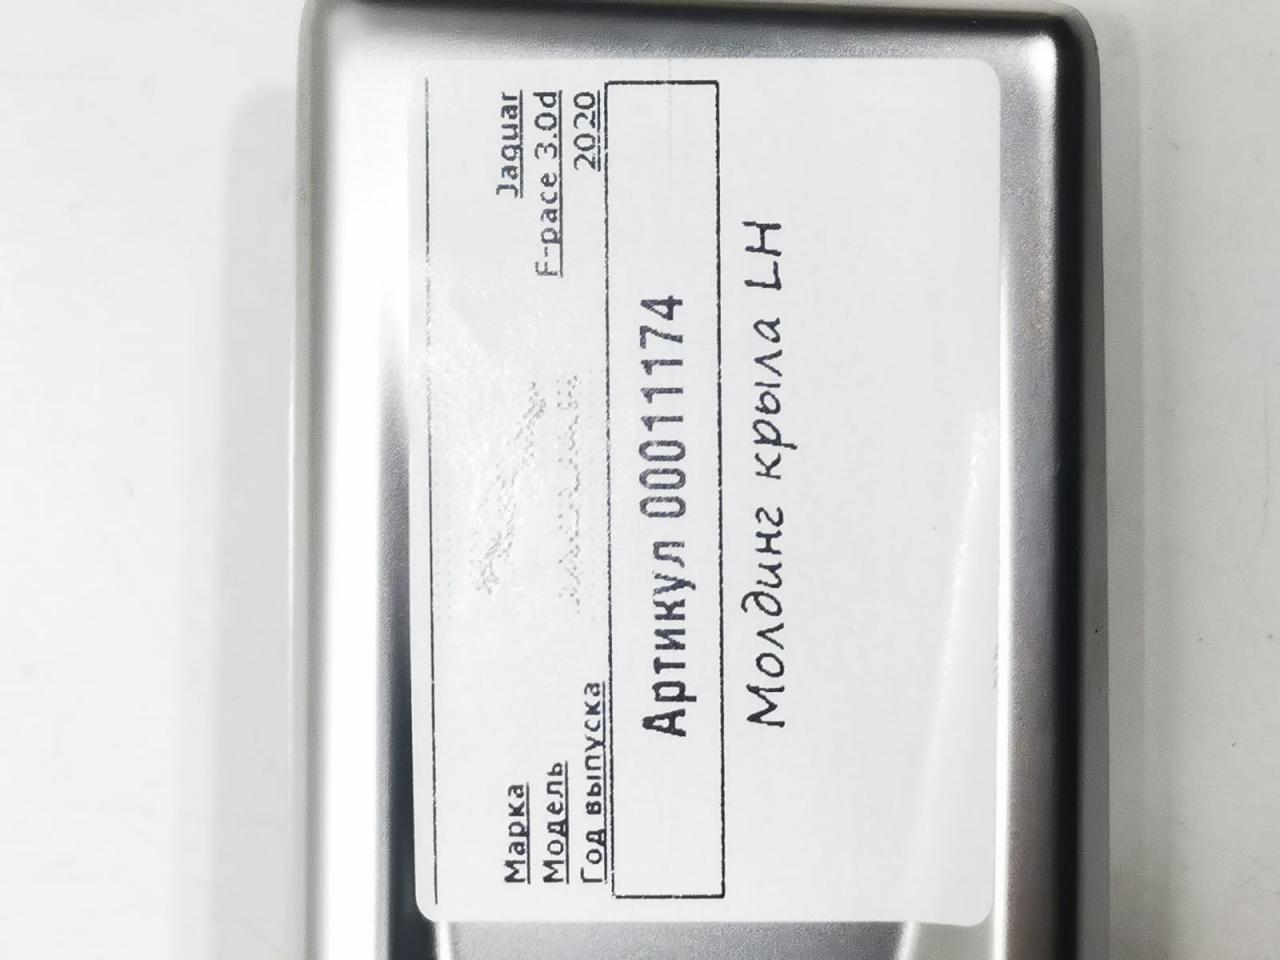 Марка Jaguar
Модель F-pace 3.0d
Год выпуска 2020
Артикул 00011174
Молдинг крыла LH